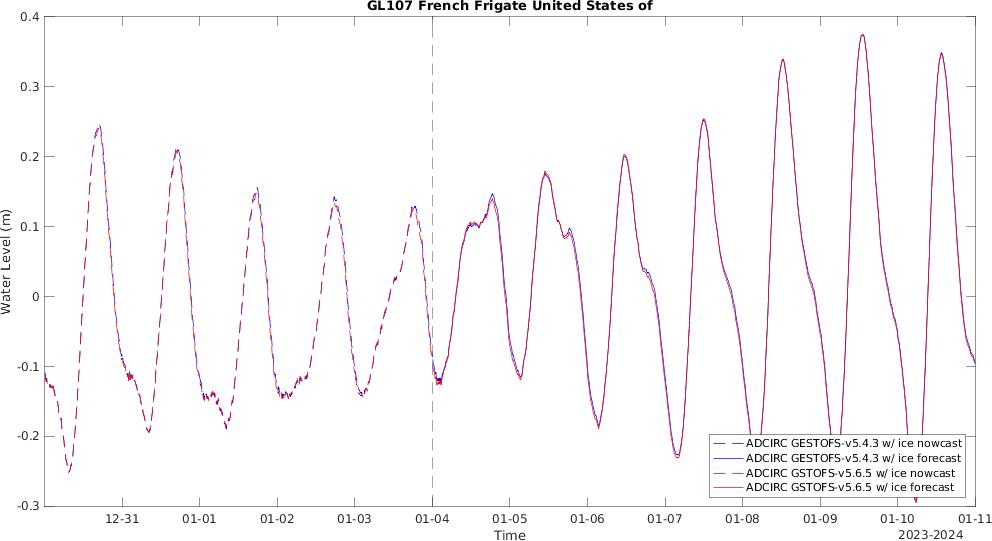 GL107 French Frigate United States of
0.4
0.3
0.2
0.1
0
-0.1
-0.2
-0.3
Water Level (m)
ADCIRC GESTOFS-v5.4.3 w/ ice nowcast
ADCIRC GESTOFS-v5.4.3 w/ ice forecast
ADCIRC GSTOFS-v5.6.5 w/ ice nowcast
ADCIRC GSTOFS-v5.6.5 w/ ice forecast
12-31 01-01 01-02 01-03 01-04 01-05 01-06 01-07 01-08 01-09 01-10 01-11
Time
2023-2024